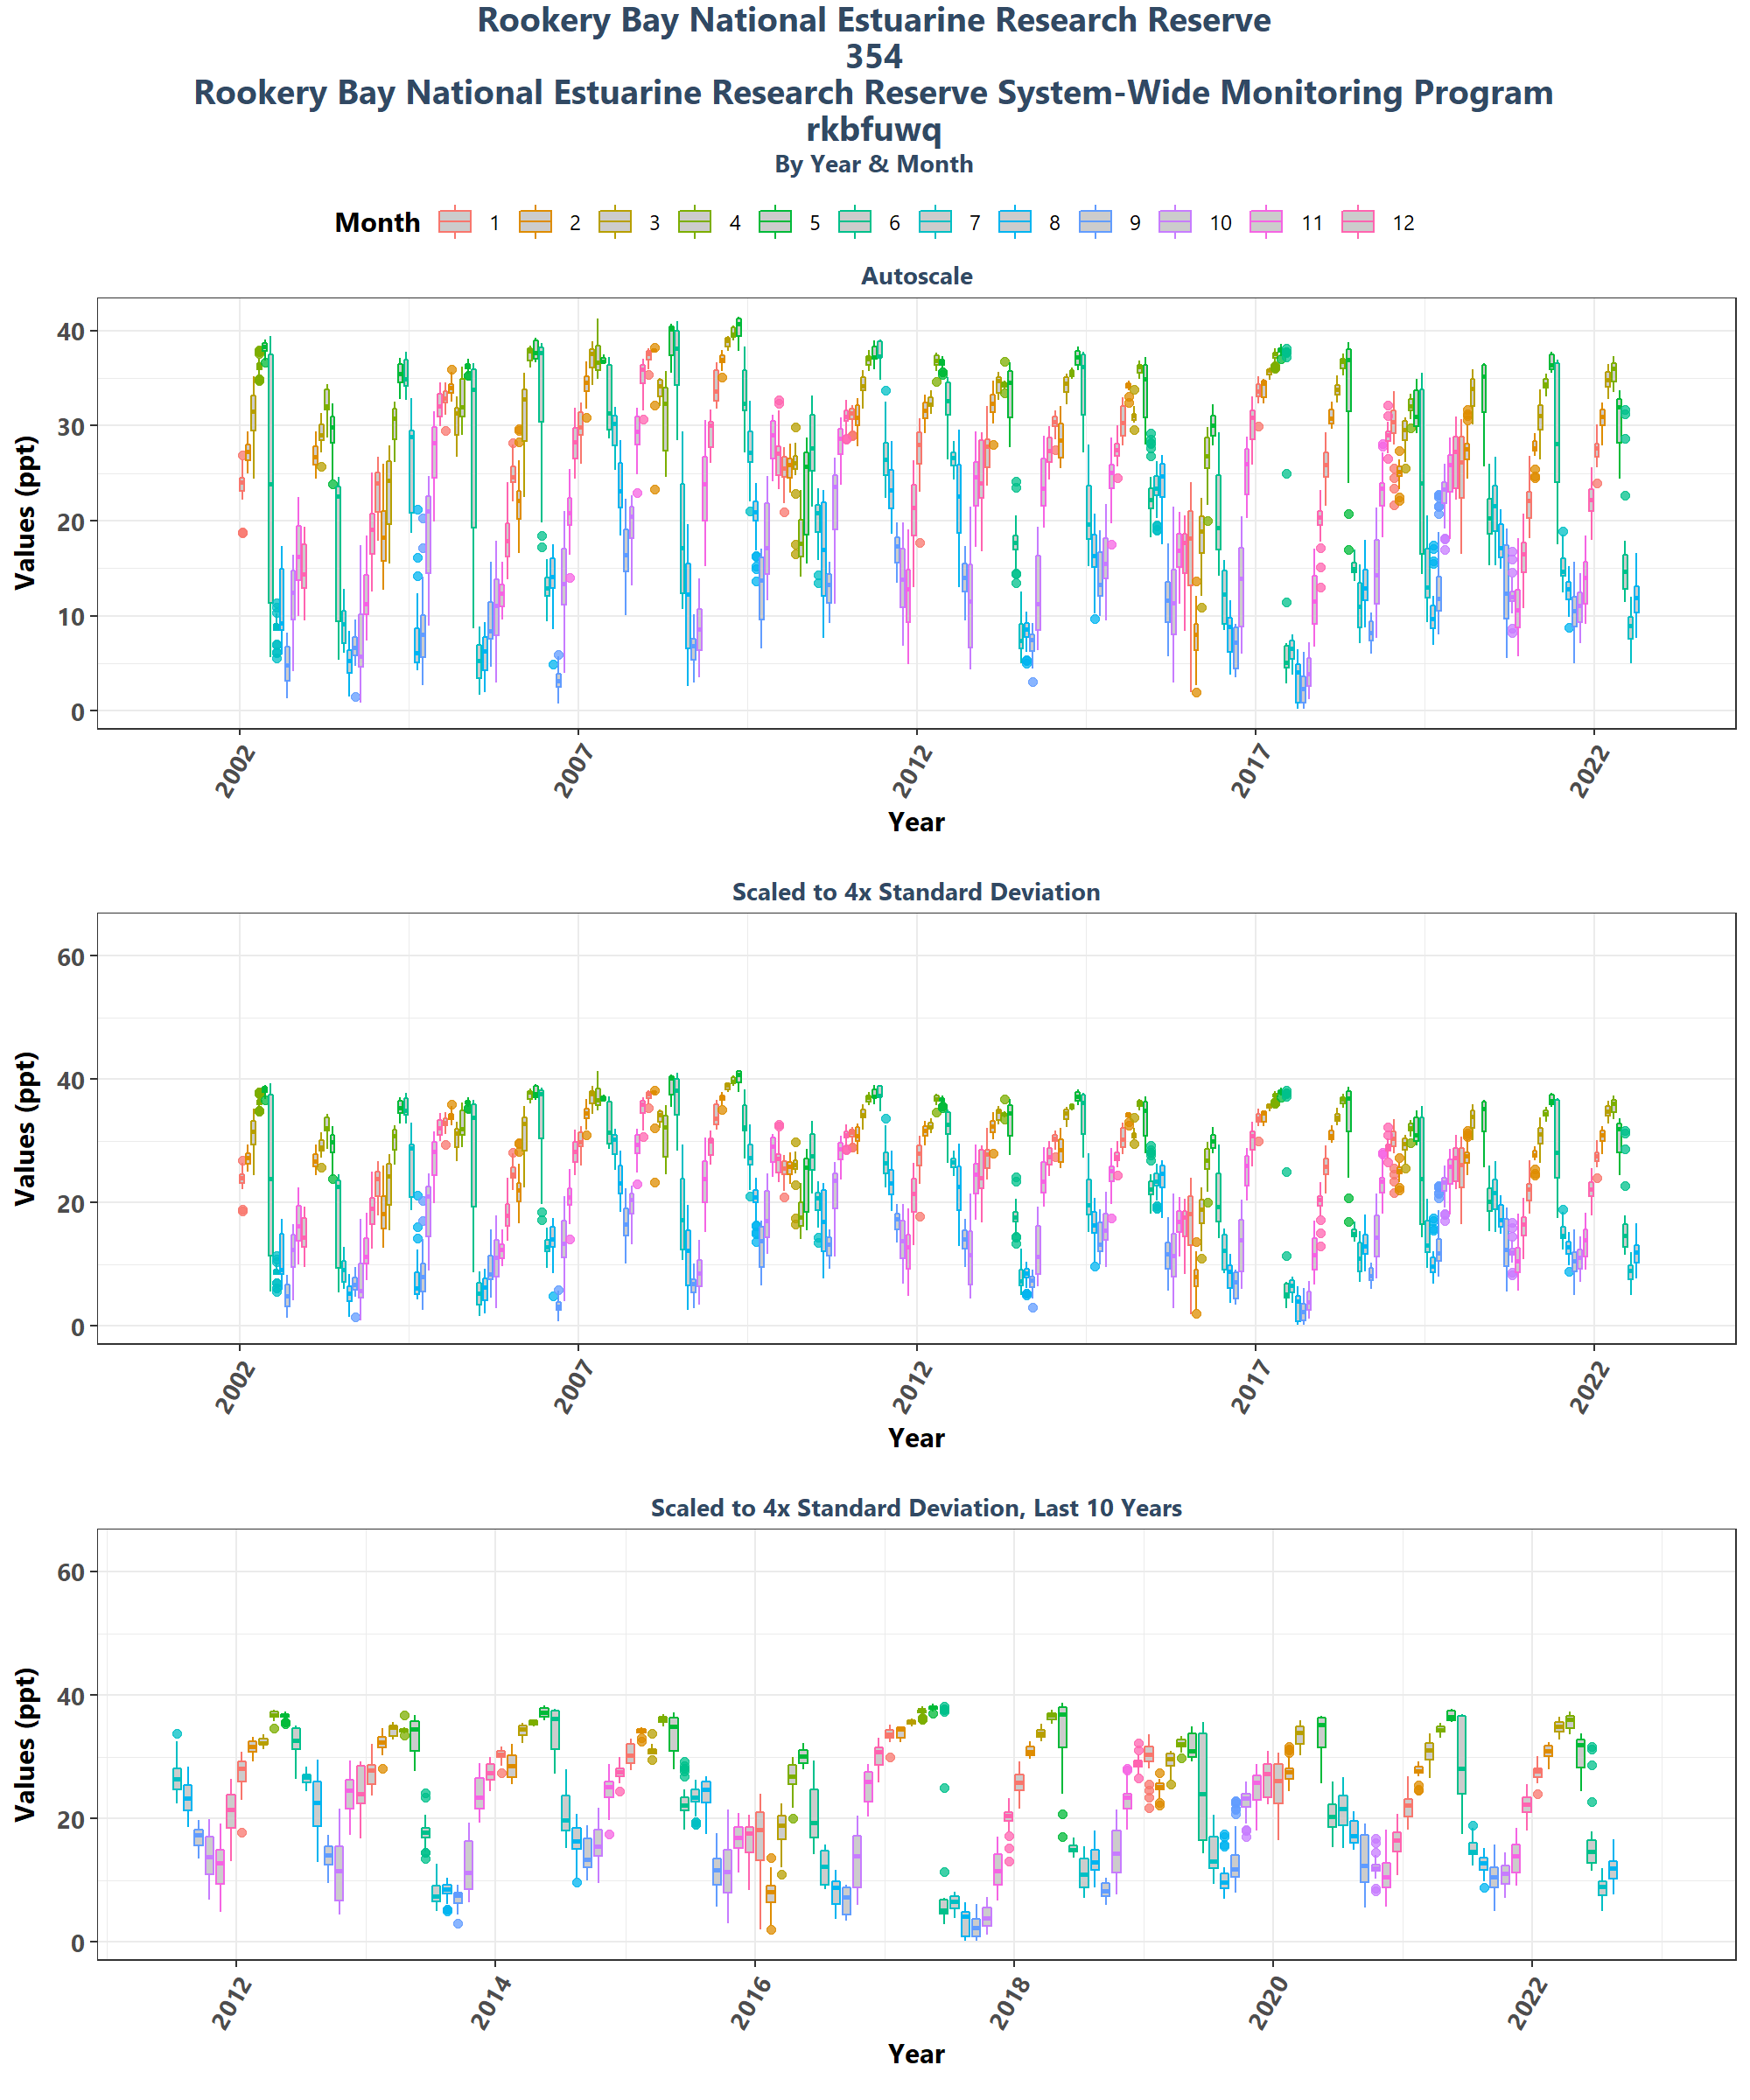 Rookery Bay National Estuarine Research Reserve
354
Rookery Bay National Estuarine Research Reserve System-Wide Monitoring Program
rkbfuwq
By Year & Month
Month 1 2 3 4 5 6 7 8 9 10 11 12
Autoscale
Values (ppt)
40
30
20
10
0
2002 2007 2012 2017 2022
Year
Scaled to 4x Standard Deviation
Values (ppt)
60
40
20
0
2002 2007 2012 2017 2022
Year
Scaled to 4x Standard Deviation, Last 10 Years
Values (ppt)
60
40
20
0
2012 2014 2016 2018 2020 2022
Year